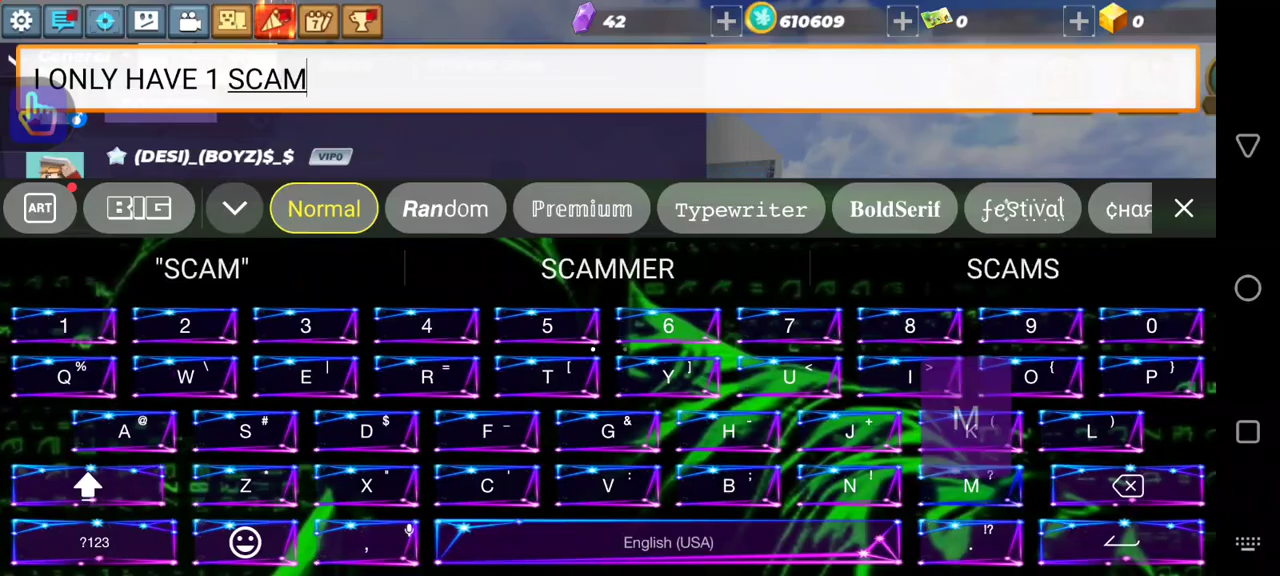 42
610609
0
0
I ONLY HAVE 1 SCAM
(DESI)_(BOYZ)$_$ VIP0
ART BIG Normal Random Premium Typewriter BoldSerif festival
"SCAM" SCAMMER SCAMS
1 2 3 4 5 6 7 8 9 0
Q % W \ E | R = T [ Y ] U < I > O { P }
A @ S # D $ F _ G & H - J + K ( L )
M
Z * X " C ' V : B ; N ! M ?
?123 , English (USA) . !?